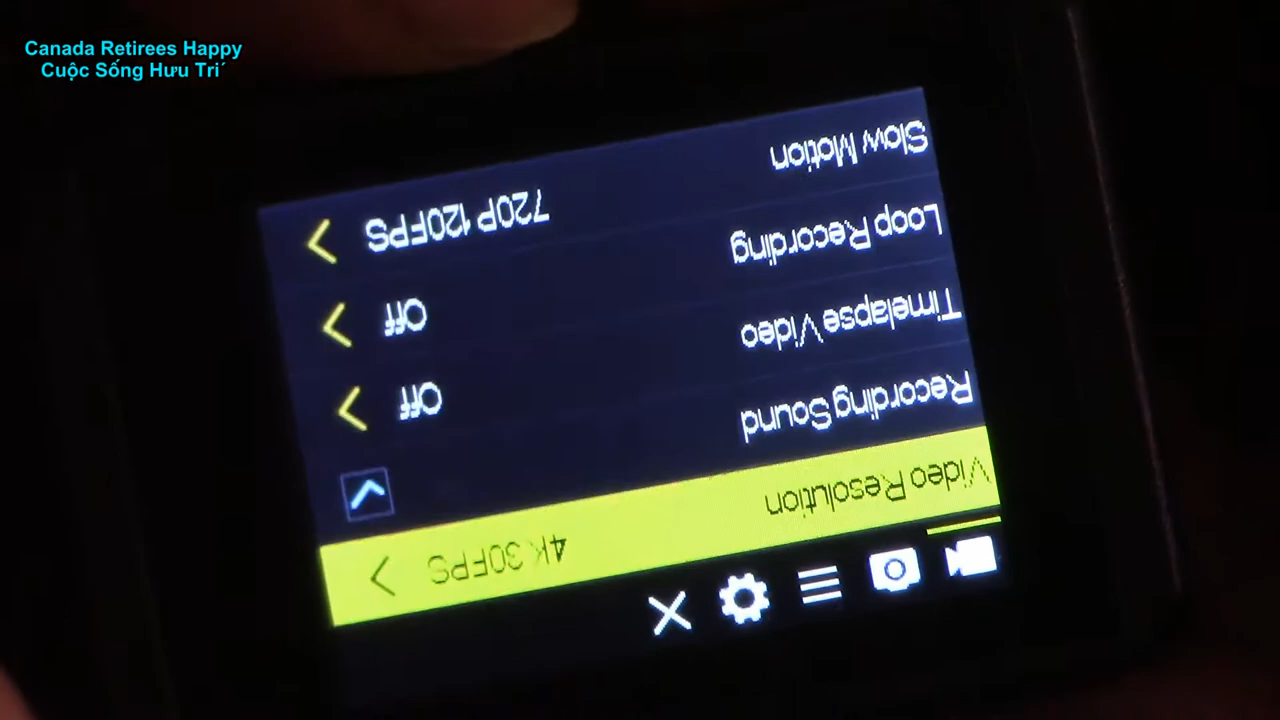 Canada Retirees Happy
Cuộc Sống Hưu Trí
Video Resolution 4K 30FPS
Recording Sound
Timelapse Video Off
Loop Recording Off
Slow Motion 720P 120FPS